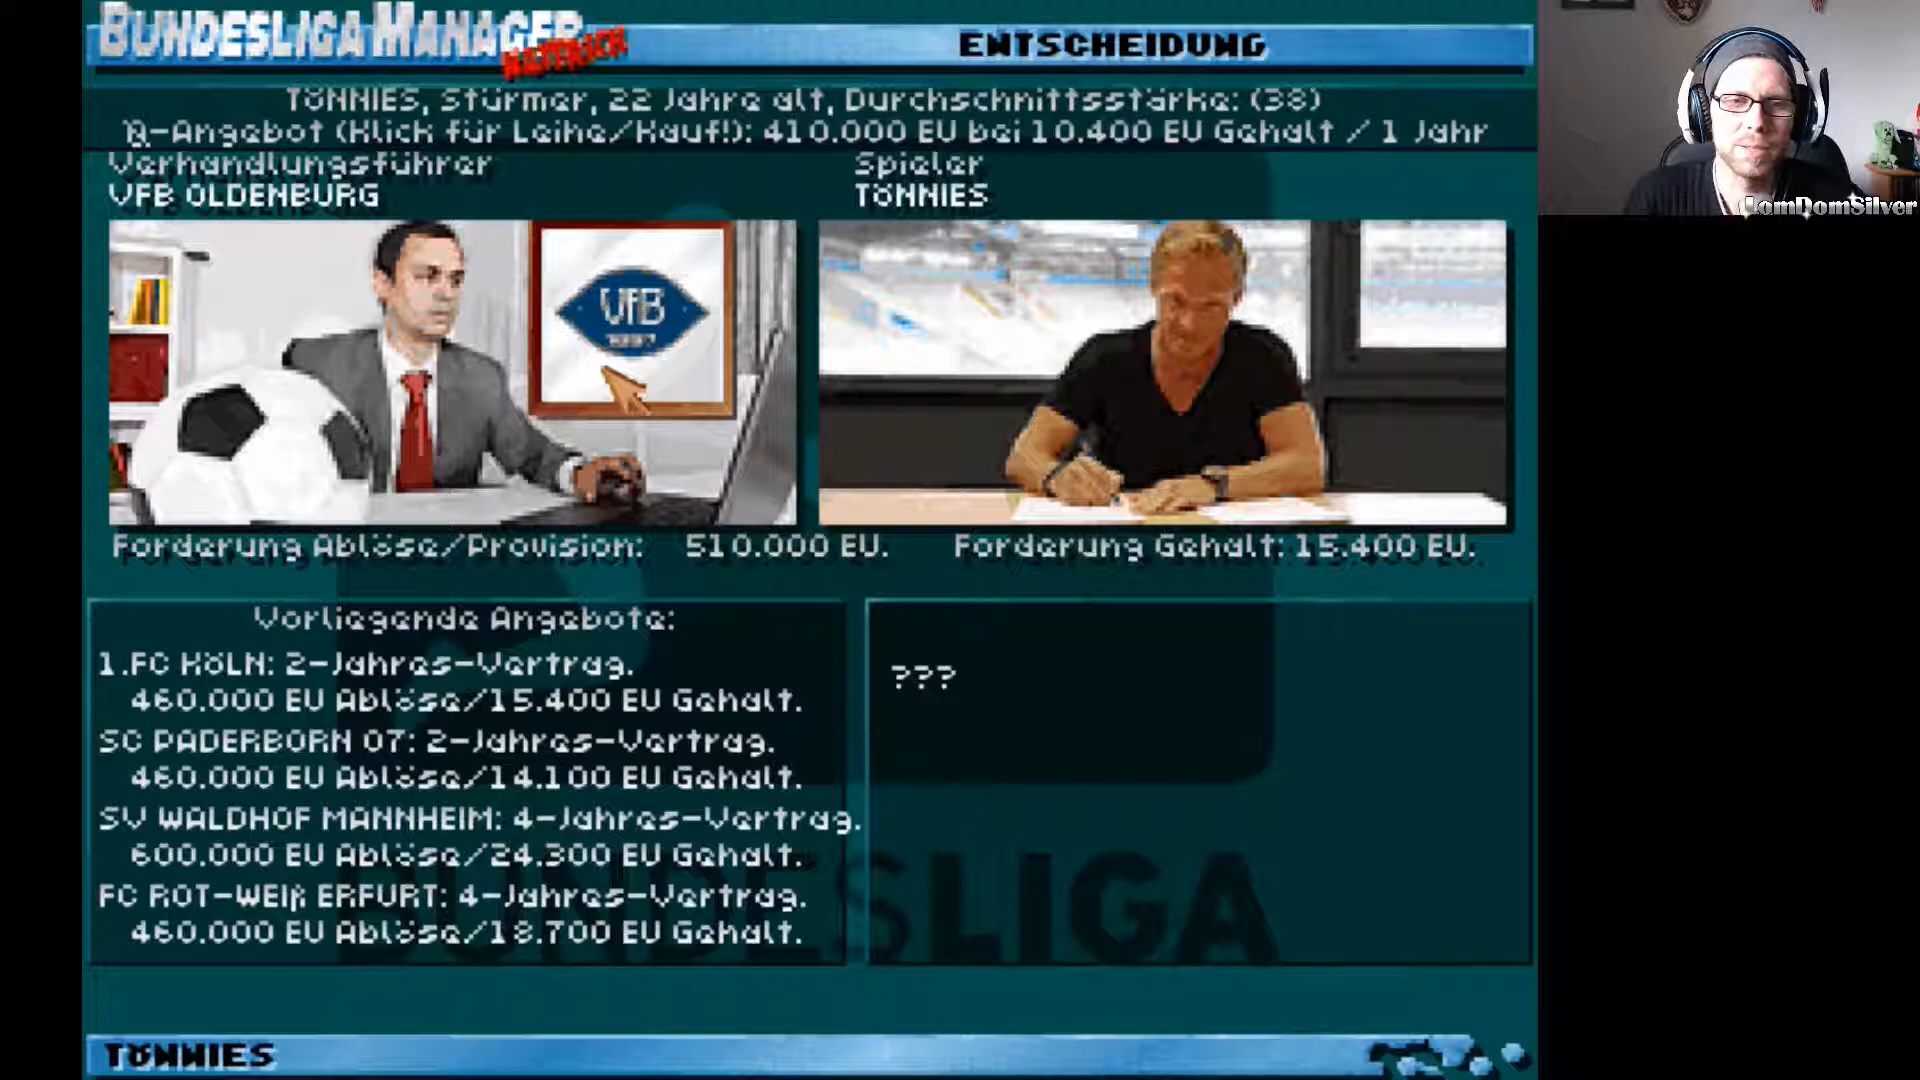 BUNDESLIGA MANAGER
HATTRICK
ENTSCHEIDUNG
TÖNNIES, Stürmer, 22 Jahre alt, Durchschnittsstärke: (38)
Ø-Angebot (Klick für Leihe/Kauf!): 410.000 EU bei 10.400 EU Gehalt / 1 Jahr
Verhandlungsführer
VFB OLDENBURG
Spieler
TÖNNIES
VfB
1897
LomDomSilver
Forderung Ablöse/Provision: 510.000 EU.
Forderung Gehalt: 15.400 EU.
Vorliegende Angebote:
1.FC KÖLN: 2-Jahres-Vertrag.
460.000 EU Ablöse/15.400 EU Gehalt.
SC PADERBORN 07: 2-Jahres-Vertrag.
460.000 EU Ablöse/14.100 EU Gehalt.
SV WALDHOF MANNHEIM: 4-Jahres-Vertrag.
600.000 EU Ablöse/24.300 EU Gehalt.
FC ROT-WEIß ERFURT: 4-Jahres-Vertrag.
460.000 EU Ablöse/18.700 EU Gehalt.
???
BUNDESLIGA
TÖNNIES